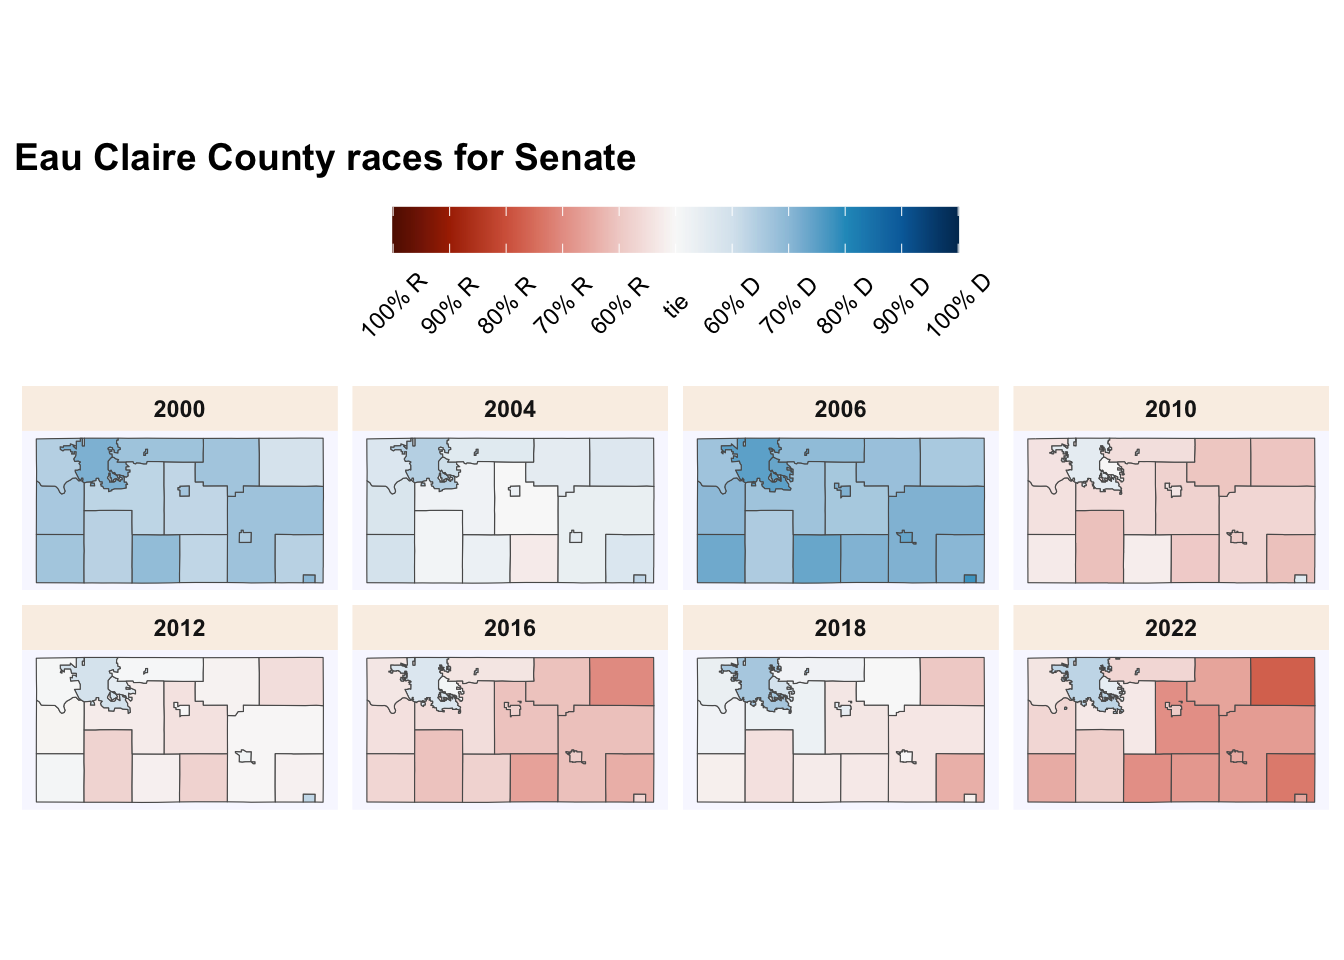 Eau Claire County races for Senate
100% R
90% R
80% R
70% R
60% R
tie
60% D
70% D
80% D
90% D
100% D
2000
2004
2006
2010
2012
2016
2018
2022